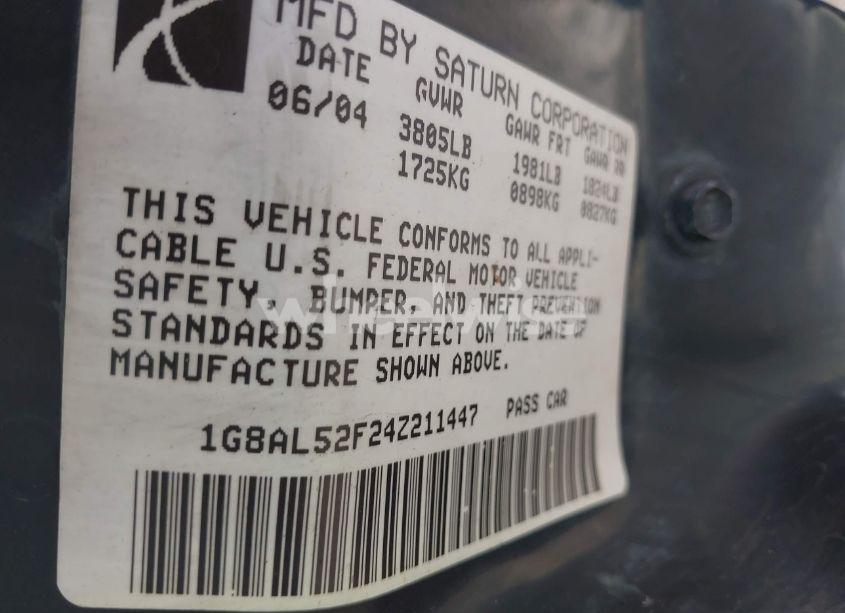 MFD BY SATURN CORPORATION
DATE GVWR GAWR FRT GAWR RR
06/04 3805LB 1981LB 1824LB
1725KG 0898KG 0827KG
THIS VEHICLE CONFORMS TO ALL APPLI-
CABLE U.S. FEDERAL MOTOR VEHICLE
SAFETY, BUMPER, AND THEFT PREVENTION
STANDARDS IN EFFECT ON THE DATE OF
MANUFACTURE SHOWN ABOVE.
1G8AL52F24Z211447 PASS CAR
wheelwise